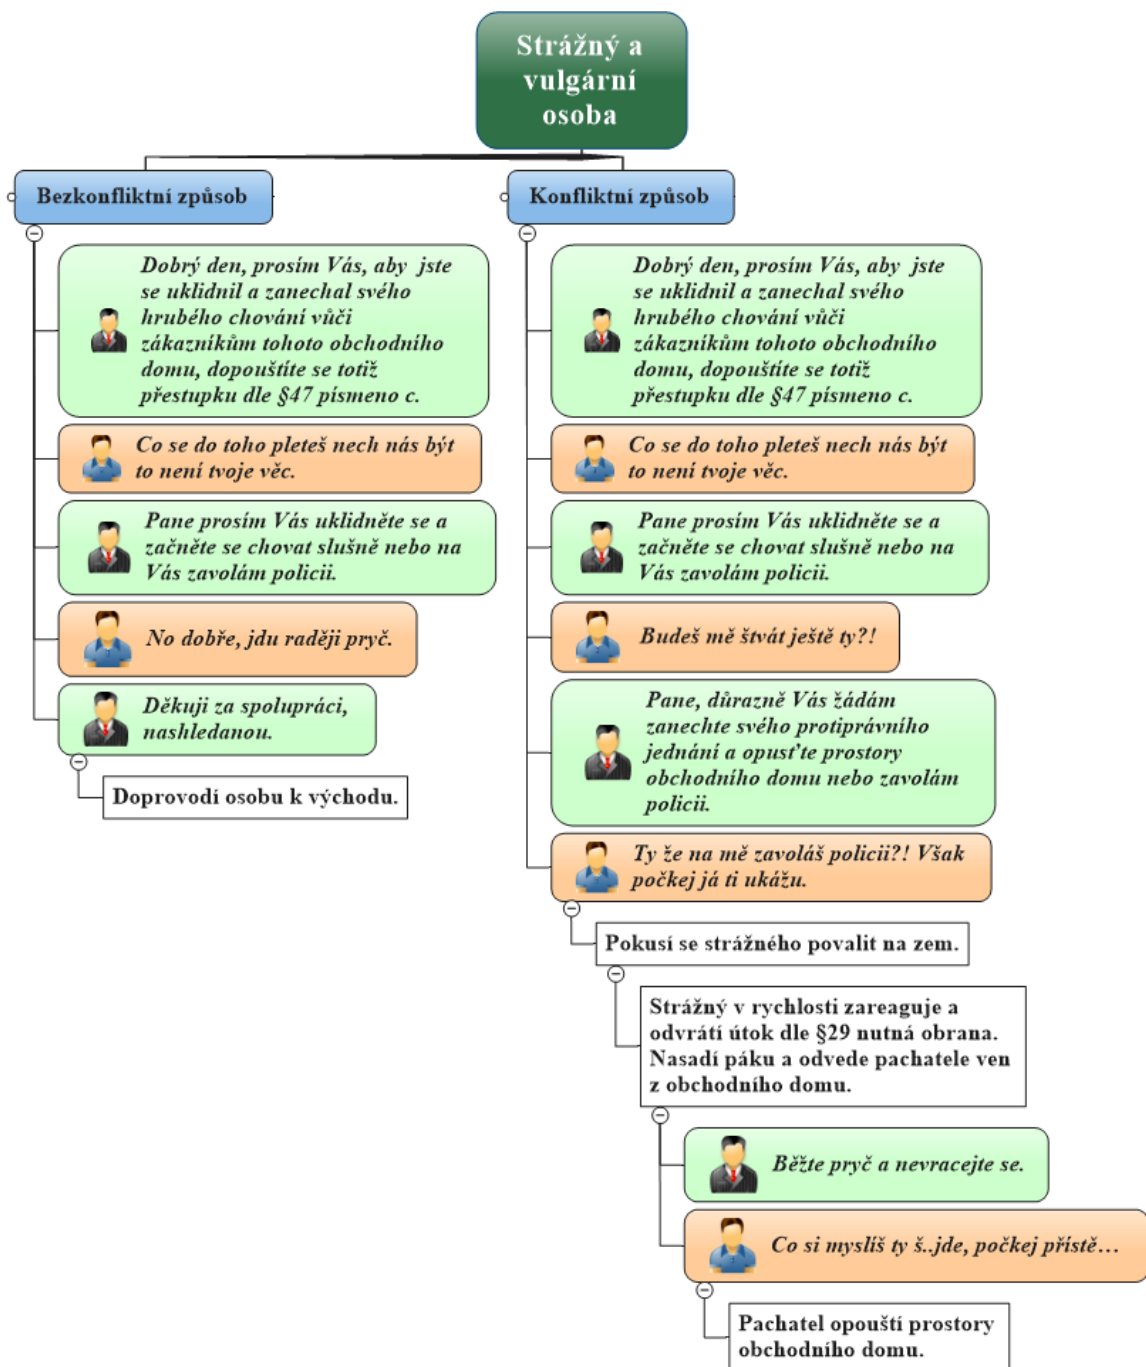 Strážný a
vulgární
osoba
Bezkonfliktní způsob
Dobrý den, prosím Vás, aby jste
se uklidnil a zanechal svého
hrubého chování vůči
zákazníkům tohoto obchodního
domu, dopouštíte se totiž
přestupku dle §47 písmeno c.
Co se do toho pleteš nech nás být
to není tvoje věc.
Pane prosím Vás uklidněte se a
začněte se chovat slušně nebo na
Vás zavolám policii.
No dobře, jdu raději pryč.
Děkuji za spolupráci,
nashledanou.
Doprovodí osobu k východu.
Konfliktní způsob
Dobrý den, prosím Vás, aby jste
se uklidnil a zanechal svého
hrubého chování vůči
zákazníkům tohoto obchodního
domu, dopouštíte se totiž
přestupku dle §47 písmeno c.
Co se do toho pleteš nech nás být
to není tvoje věc.
Pane prosím Vás uklidněte se a
začněte se chovat slušně nebo na
Vás zavolám policii.
Budeš mě štvát ještě ty?!
Pane, důrazně Vás žádám
zanechte svého protiprávního
jednání a opusťte prostory
obchodního domu nebo zavolám
policii.
Ty že na mě zavoláš policii?! Však
počkej já ti ukážu.
Pokusí se strážného povalit na zem.
Strážný v rychlosti zareaguje a
odvrátí útok dle §29 nutná obrana.
Nasadí páku a odvede pachatele ven
z obchodního domu.
Běžte pryč a nevracejte se.
Co si myslíš ty š..jde, počkej přístě…
Pachatel opouští prostory
obchodního domu.